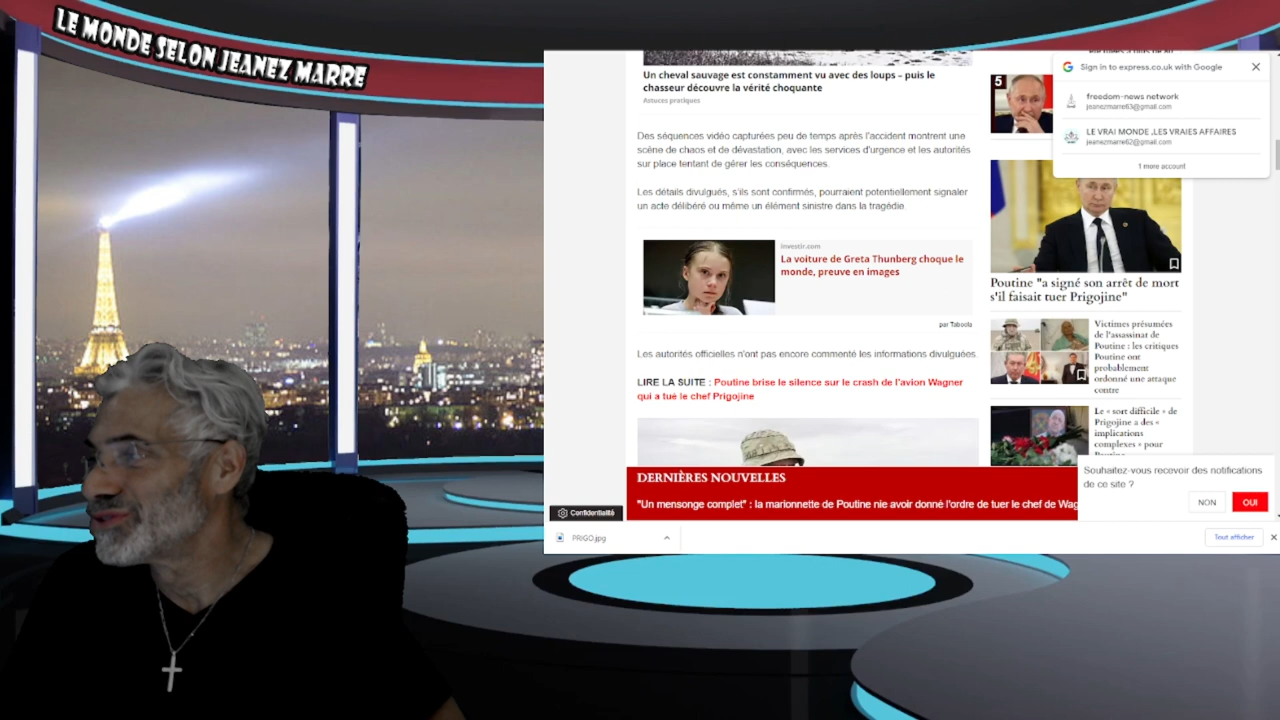 LE MONDE SELON JEANEZ MARRE
Un cheval sauvage est constamment vu avec des loups – puis le
chasseur découvre la vérité choquante
Astuces pratiques
Des séquences vidéo capturées peu de temps après l'accident montrent une
scène de chaos et de dévastation, avec les services d'urgence et les autorités
sur place tentant de gérer les conséquences.
Les détails divulgués, s'ils sont confirmés, pourraient potentiellement signaler
un acte délibéré ou même un élément sinistre dans la tragédie.
investir.com
La voiture de Greta Thunberg choque le
monde, preuve en images
par Taboola
Les autorités officielles n'ont pas encore commenté les informations divulguées.
LIRE LA SUITE : Poutine brise le silence sur le crash de l'avion Wagner
qui a tué le chef Prigojine
DERNIÈRES NOUVELLES
"Un mensonge complet" : la marionnette de Poutine nie avoir donné l'ordre de tuer le chef de Wag
Confidentialité
PRIGO.jpg
5
Sign in to express.co.uk with Google
freedom-news network
jeanezmarre63@gmail.com
LE VRAI MONDE ,LES VRAIES AFFAIRES
jeanezmarre62@gmail.com
1 more account
Poutine "a signé son arrêt de mort
s'il faisait tuer Prigojine"
Victimes présumées
de l'assassinat de
Poutine : les critiques
Poutine ont
probablement
ordonné une attaque
contre
Le « sort difficile » de
Prigojine a des «
implications
complexes » pour
Souhaitez-vous recevoir des notifications
de ce site ?
NON
OUI
Tout afficher